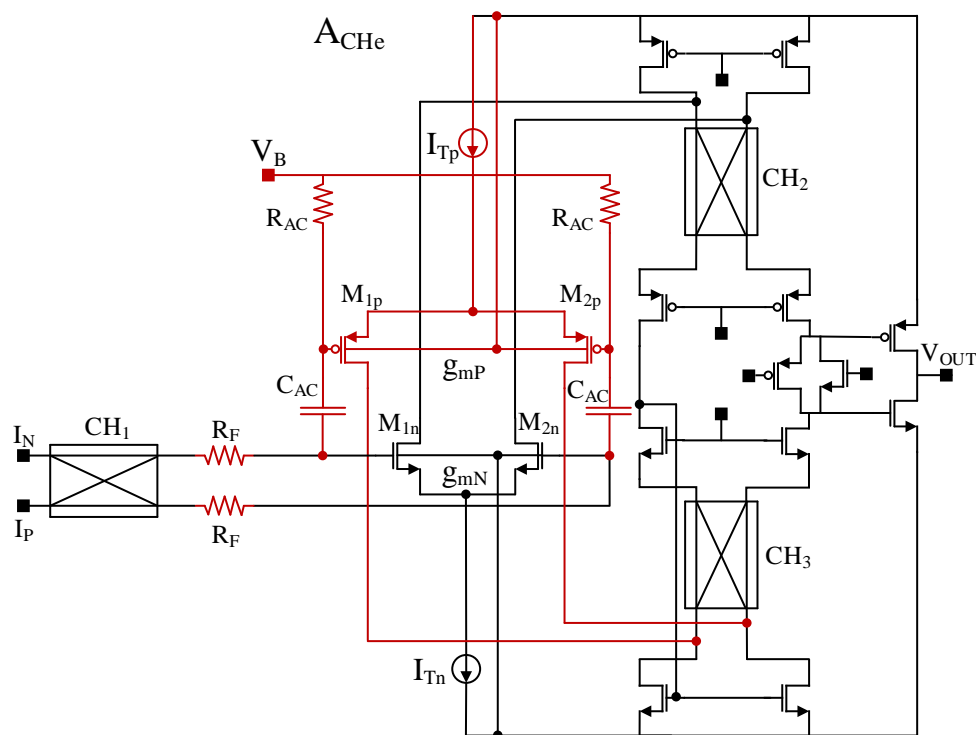 A_CHe
I_Tp
V_B
CH_2
R_AC
R_AC
M_1p
M_2p
V_OUT
g_mP
C_AC
C_AC
M_1n
M_2n
I_N
CH_1
R_F
g_mN
I_P
R_F
CH_3
I_Tn